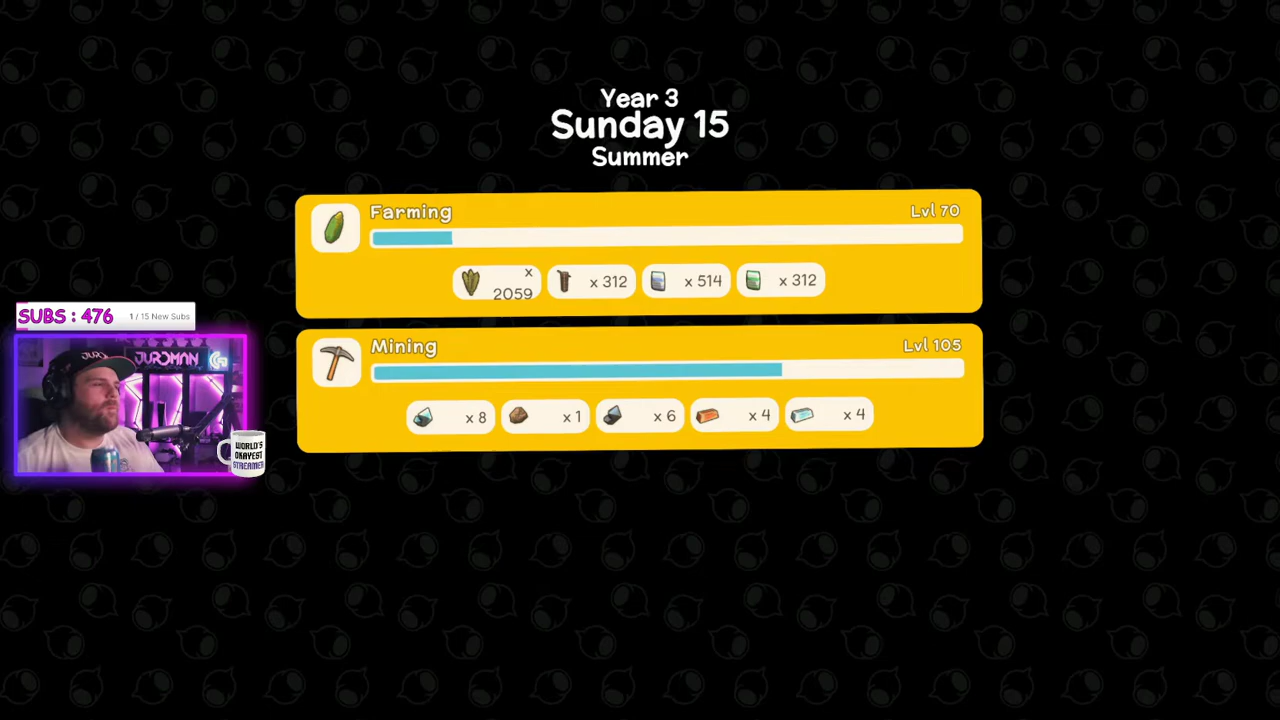 Year 3
Sunday 15
Summer
Farming
Lvl 70
x 2059
x 312
x 514
x 312
Mining
Lvl 105
x 8
x 1
x 6
x 4
x 4
SUBS : 476
1 / 15 New Subs
JURDMAN
WORLD'S
OKAYEST
STREAMER